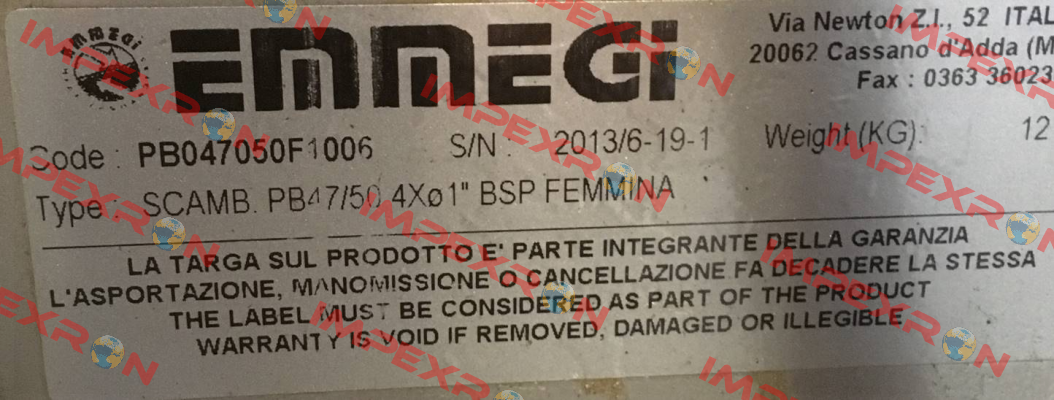 EMMEGI
EMMEGI
Via Newton Z.I., 52 ITAL
20062 Cassano d'Adda (M
Fax : 0363 36023
Code : PB047050F1006 S/N : 2013/6-19-1 Weight (KG): 12
Type : SCAMB. PB47/50 4Xø1" BSP FEMMINA
LA TARGA SUL PRODOTTO E' PARTE INTEGRANTE DELLA GARANZIA
L'ASPORTAZIONE, MANOMISSIONE O CANCELLAZIONE FA DECADERE LA STESSA
THE LABEL MUST BE CONSIDERED AS PART OF THE PRODUCT
WARRANTY IS VOID IF REMOVED, DAMAGED OR ILLEGIBLE
IMPEXRON